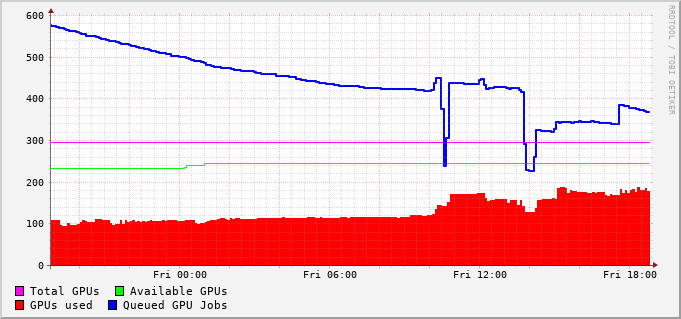 600
500
400
300
200
100
0
Fri 00:00 Fri 06:00 Fri 12:00 Fri 18:00
Total GPUs Available GPUs
GPUs used Queued GPU Jobs
RRDTOOL / TOBI OETIKER